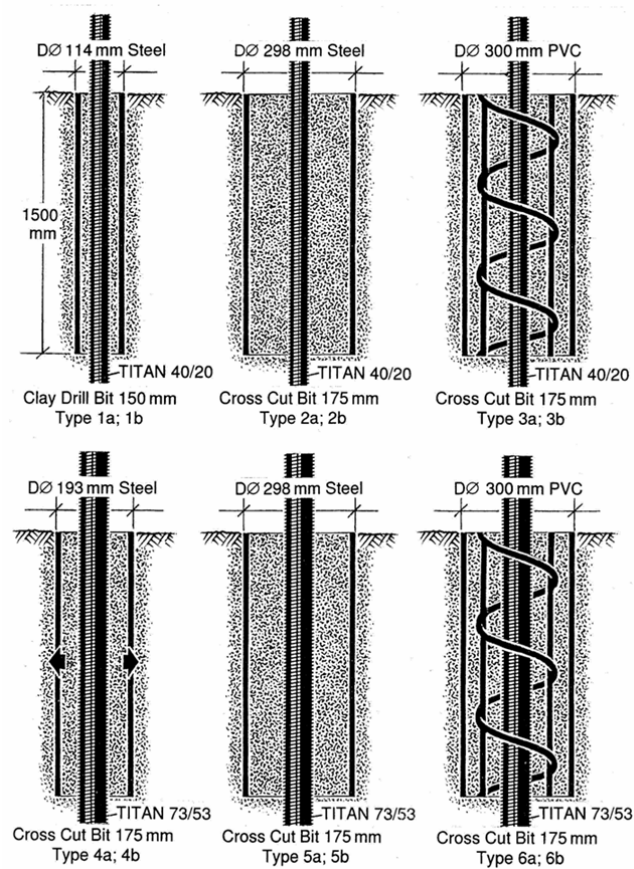 DØ 114 mm Steel
DØ 298 mm Steel
DØ 300 mm PVC
1500
mm
TITAN 40/20
TITAN 40/20
TITAN 40/20
Clay Drill Bit 150 mm
Type 1a; 1b
Cross Cut Bit 175 mm
Type 2a; 2b
Cross Cut Bit 175 mm
Type 3a; 3b
DØ 193 mm Steel
DØ 298 mm Steel
DØ 300 mm PVC
TITAN 73/53
TITAN 73/53
TITAN 73/53
Cross Cut Bit 175 mm
Type 4a; 4b
Cross Cut Bit 175 mm
Type 5a; 5b
Cross Cut Bit 175 mm
Type 6a; 6b